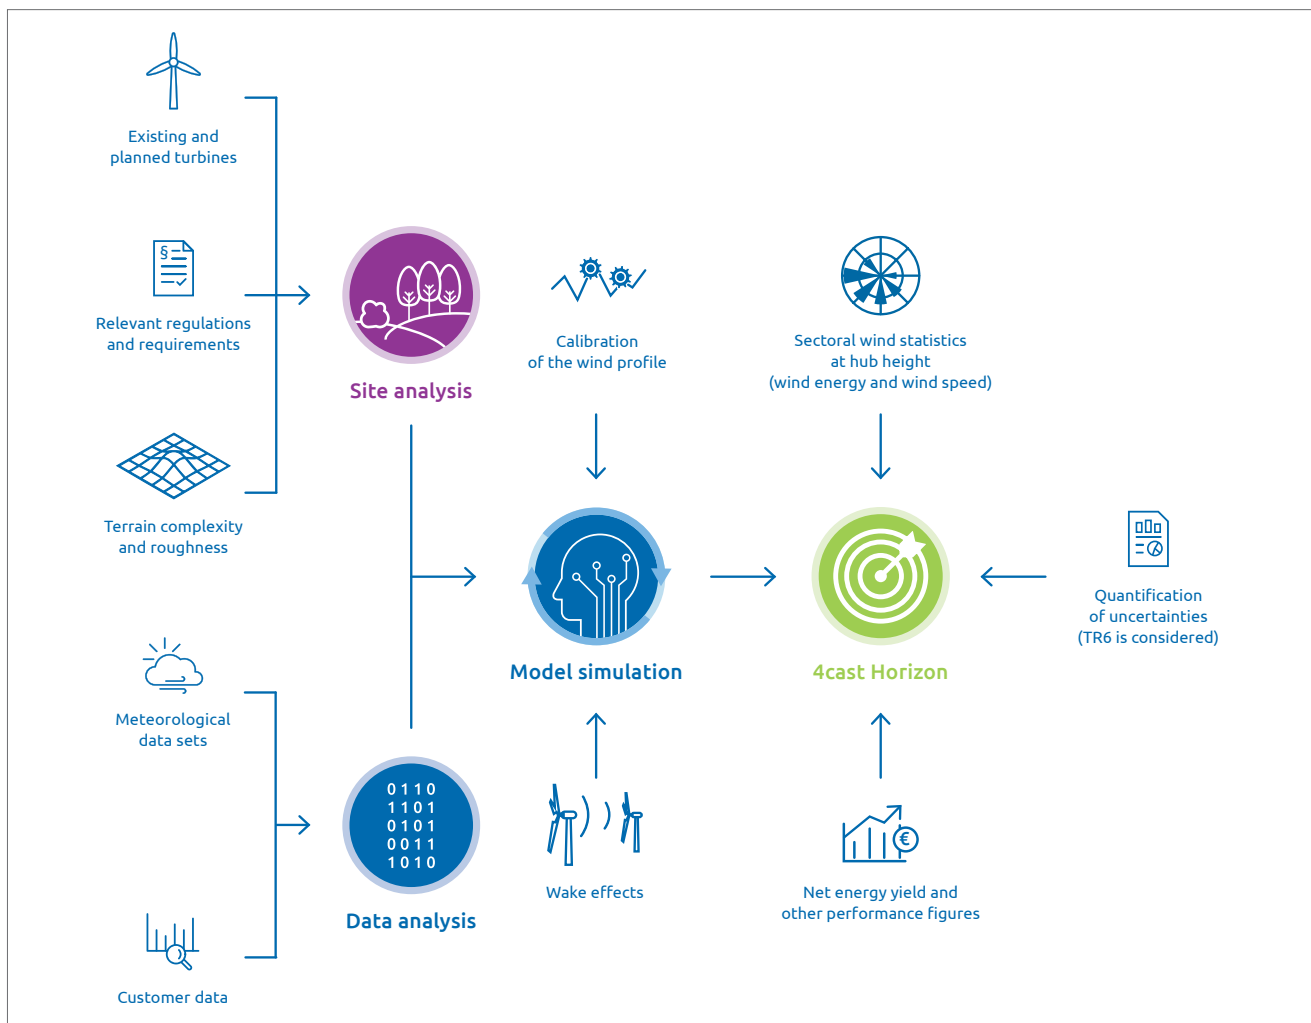 Existing and
planned turbines
§
Relevant regulations
and requirements
Terrain complexity
and roughness
Site analysis
Calibration
of the wind profile
Sectoral wind statistics
at hub height
(wind energy and wind speed)
Model simulation
4cast Horizon
Quantification
of uncertainties
(TR6 is considered)
Meteorological
data sets
Customer data
0110
1101
0101
0011
1010
Data analysis
Wake effects
€
Net energy yield and
other performance figures